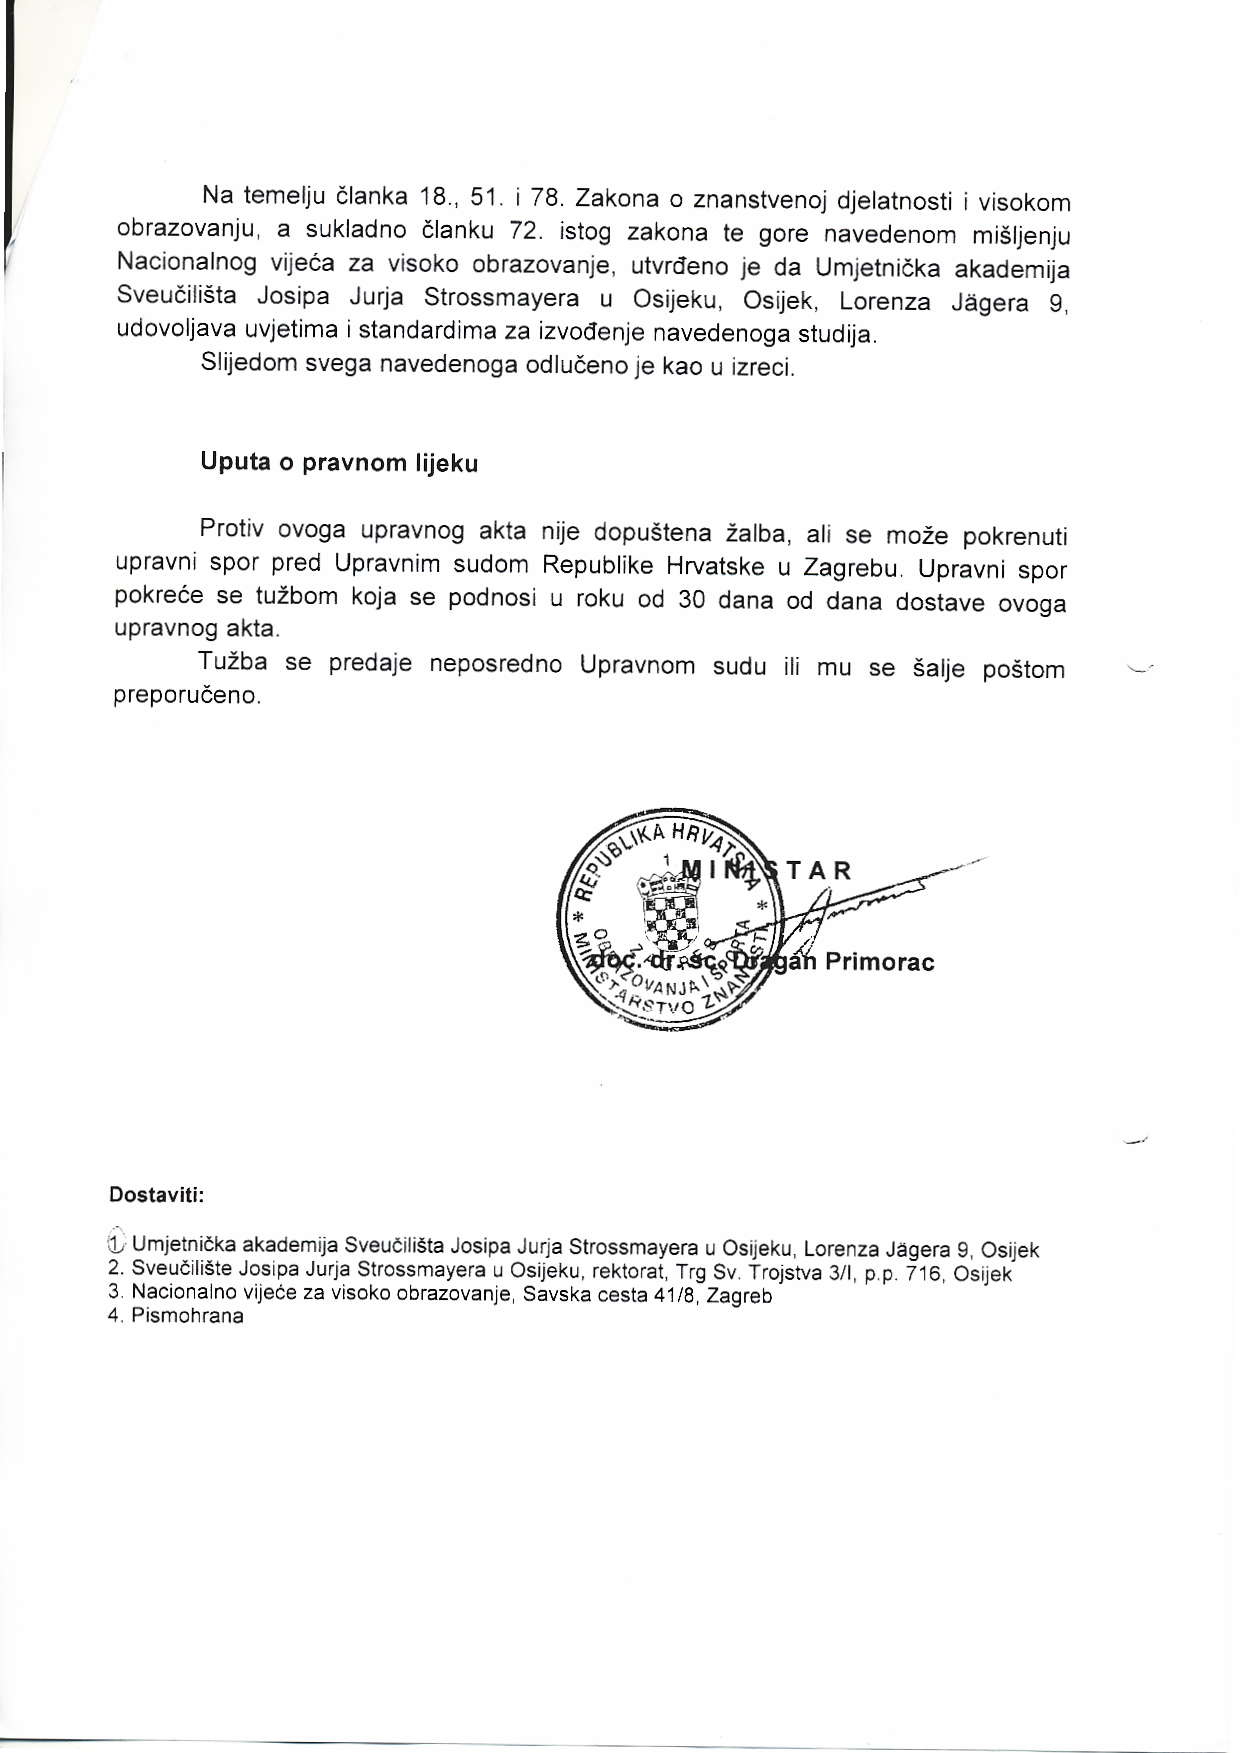 Na temelju članka 18., 51. i 78. Zakona o znanstvenoj djelatnosti i visokom
obrazovanju, a sukladno članku 72. istog zakona te gore navedenom mišljenju
Nacionalnog vijeća za visoko obrazovanje, utvrđeno je da Umjetnička akademija
Sveučilišta Josipa Jurja Strossmayera u Osijeku, Osijek, Lorenza Jägera 9,
udovoljava uvjetima i standardima za izvođenje navedenoga studija.
Slijedom svega navedenoga odlučeno je kao u izreci.
Uputa o pravnom lijeku
Protiv ovoga upravnog akta nije dopuštena žalba, ali se može pokrenuti
upravni spor pred Upravnim sudom Republike Hrvatske u Zagrebu. Upravni spor
pokreće se tužbom koja se podnosi u roku od 30 dana od dana dostave ovoga
upravnog akta.
Tužba se predaje neposredno Upravnom sudu ili mu se šalje poštom
preporučeno.
* REPUBLIKA HRVATSKA *
MINISTARSTVO ZNANOSTI
OBRAZOVANJA I ŠPORTA
ZAGREB
1
MINISTAR
doc. dr. sc. Dragan Primorac
Dostaviti:
1. Umjetnička akademija Sveučilišta Josipa Jurja Strossmayera u Osijeku, Lorenza Jägera 9, Osijek
2. Sveučilište Josipa Jurja Strossmayera u Osijeku, rektorat, Trg Sv. Trojstva 3/I, p.p. 716, Osijek
3. Nacionalno vijeće za visoko obrazovanje, Savska cesta 41/8, Zagreb
4. Pismohrana